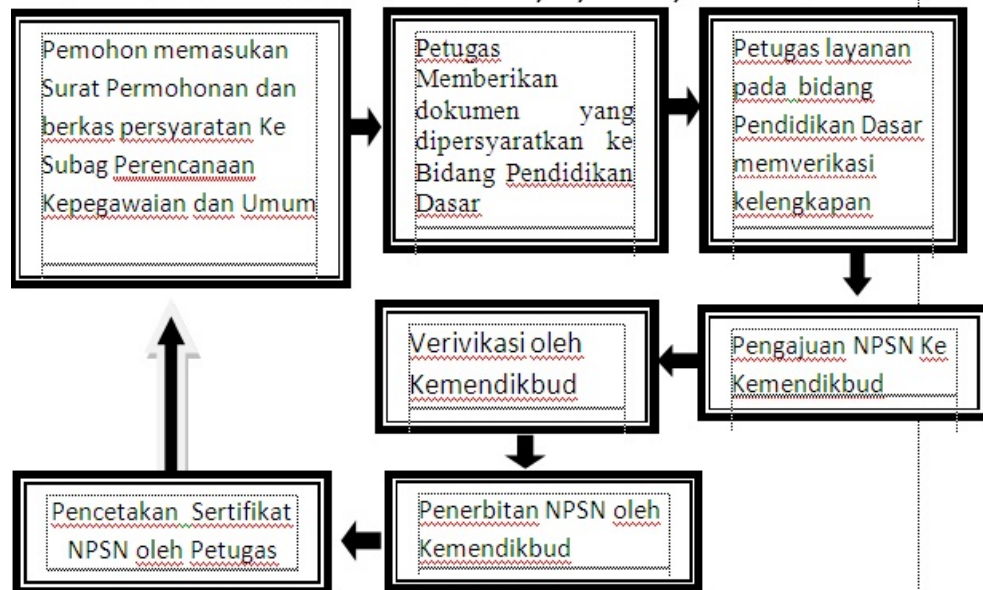 Pemohon memasukan
Surat Permohonan dan
berkas persyaratan Ke
Subag Perencanaan
Kepegawaian dan Umum
Petugas
Memberikan
dokumen yang
dipersyaratkan ke
Bidang Pendidikan
Dasar
Petugas layanan
pada bidang
Pendidikan Dasar
memverikasi
kelengkapan
Pengajuan NPSN Ke
Kemendikbud
Verivikasi oleh
Kemendikbud
Penerbitan NPSN oleh
Kemendikbud
Pencetakan Sertifikat
NPSN oleh Petugas